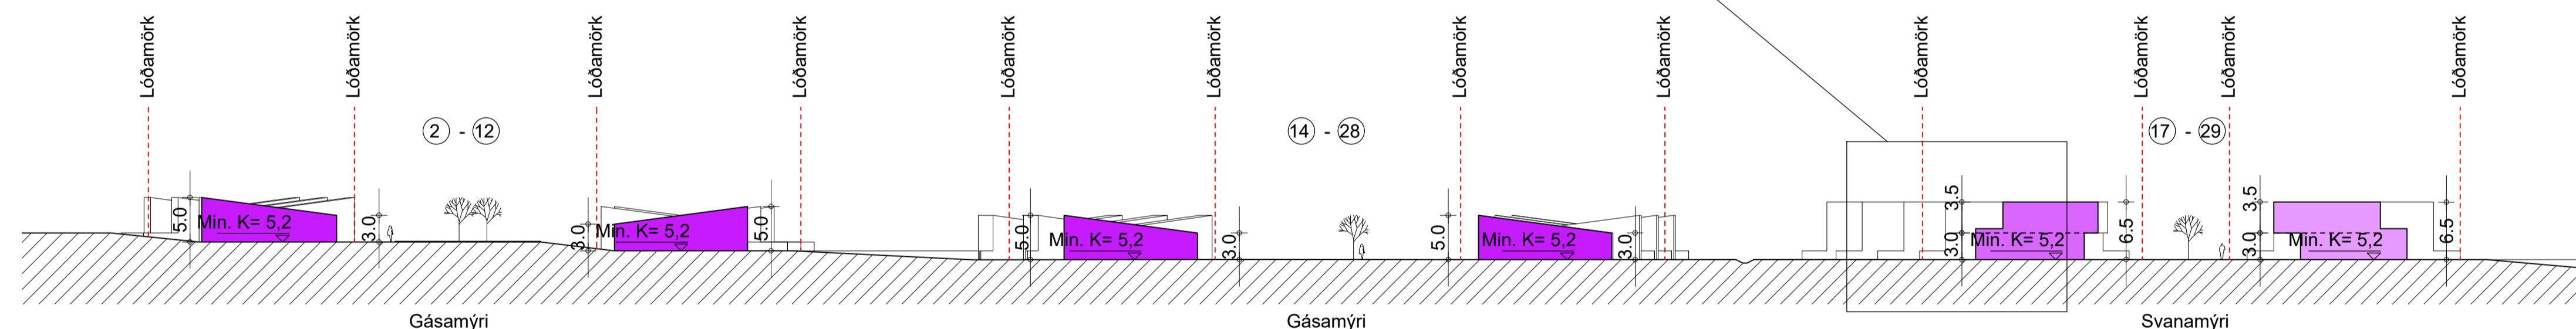 Lóðamörk
Lóðamörk
Lóðamörk
Lóðamörk
Lóðamörk
Lóðamörk
Lóðamörk
Lóðamörk
Lóðamörk
Lóðamörk
Lóðamörk
Lóðamörk
2 - 12
14 - 28
17 - 29
5.0
Min. K= 5,2
3.0
3.0
Min. K= 5,2
5.0
5.0
Min. K= 5,2
3.0
5.0
Min. K= 5,2
3.0
3.5
3.0
Min. K= 5,2
6.5
3.5
3.0
Min. K= 5,2
6.5
Gásamýri
Gásamýri
Svanamýri